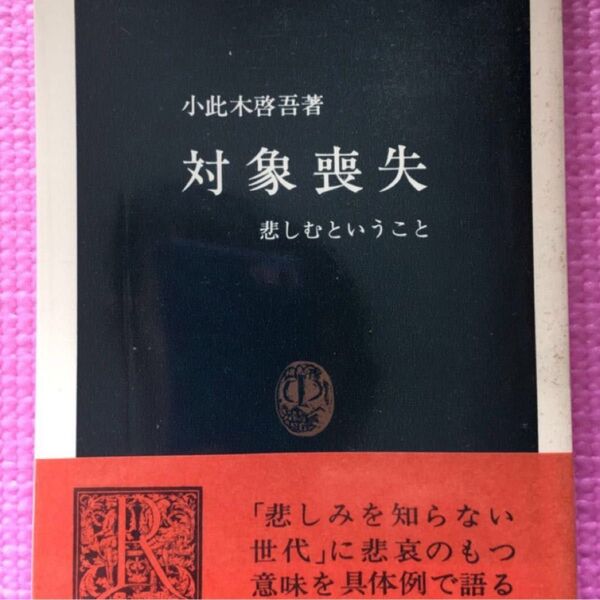 小此木啓吾著
対象喪失
悲しむということ
R
「悲しみを知らない
世代」に悲哀のもつ
意味を具体例で語る